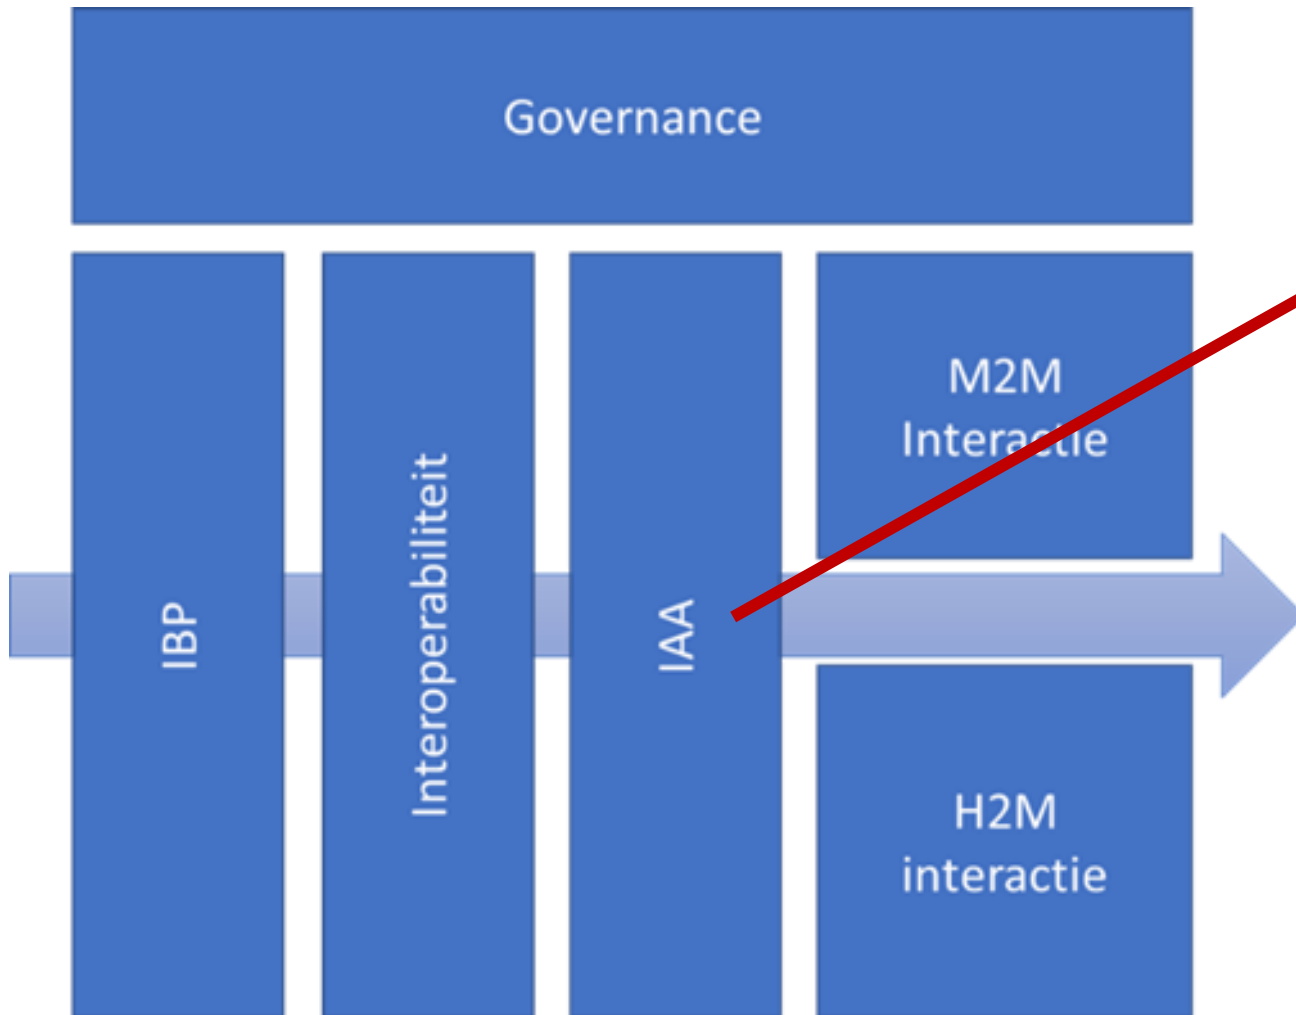 Governance
IBP
Interoperabiliteit
IAA
M2M
Interactie
H2M
interactie